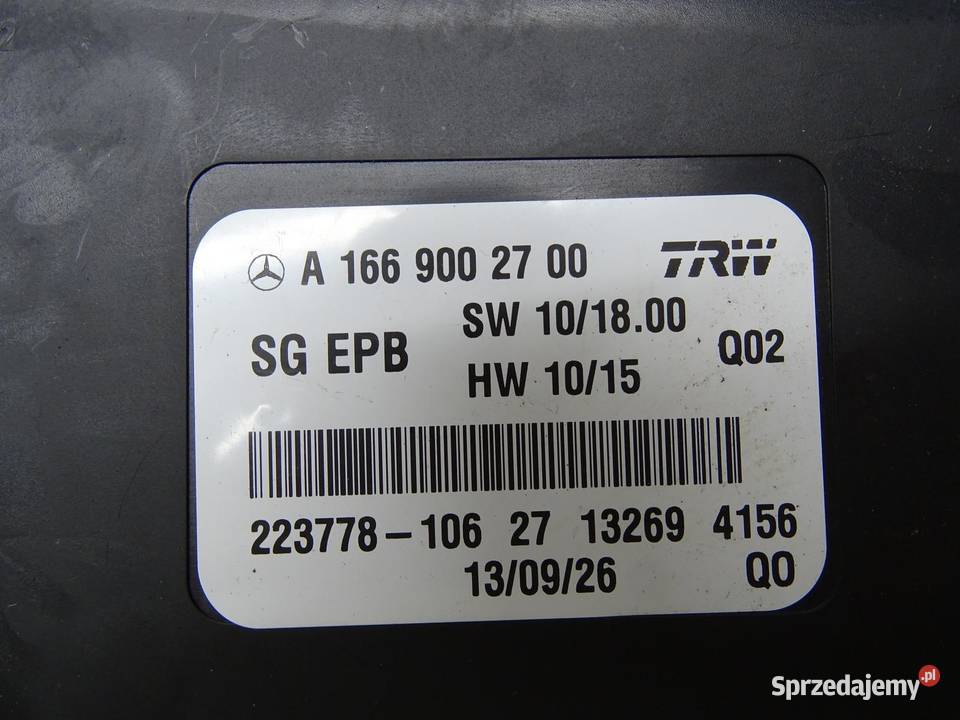 A 166 900 27 00 TRW
SW 10/18.00
SG EPB Q02
HW 10/15
223778-106 27 13269 4156
13/09/26 QO
Sprzedajemy.pl